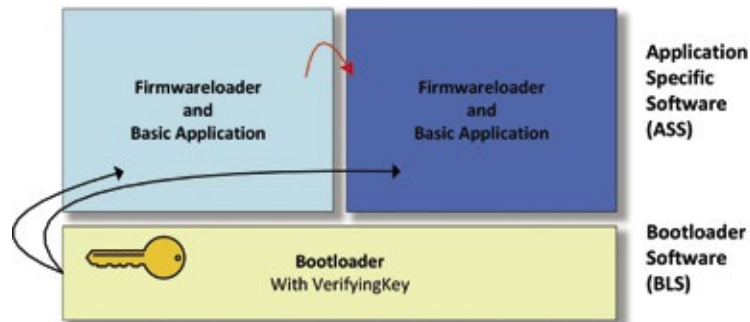 Firmwareloader
and
Basic Application
Firmwareloader
and
Basic Application
Application
Specific
Software
(ASS)
Bootloader
With VerifyingKey
Bootloader
Software
(BLS)